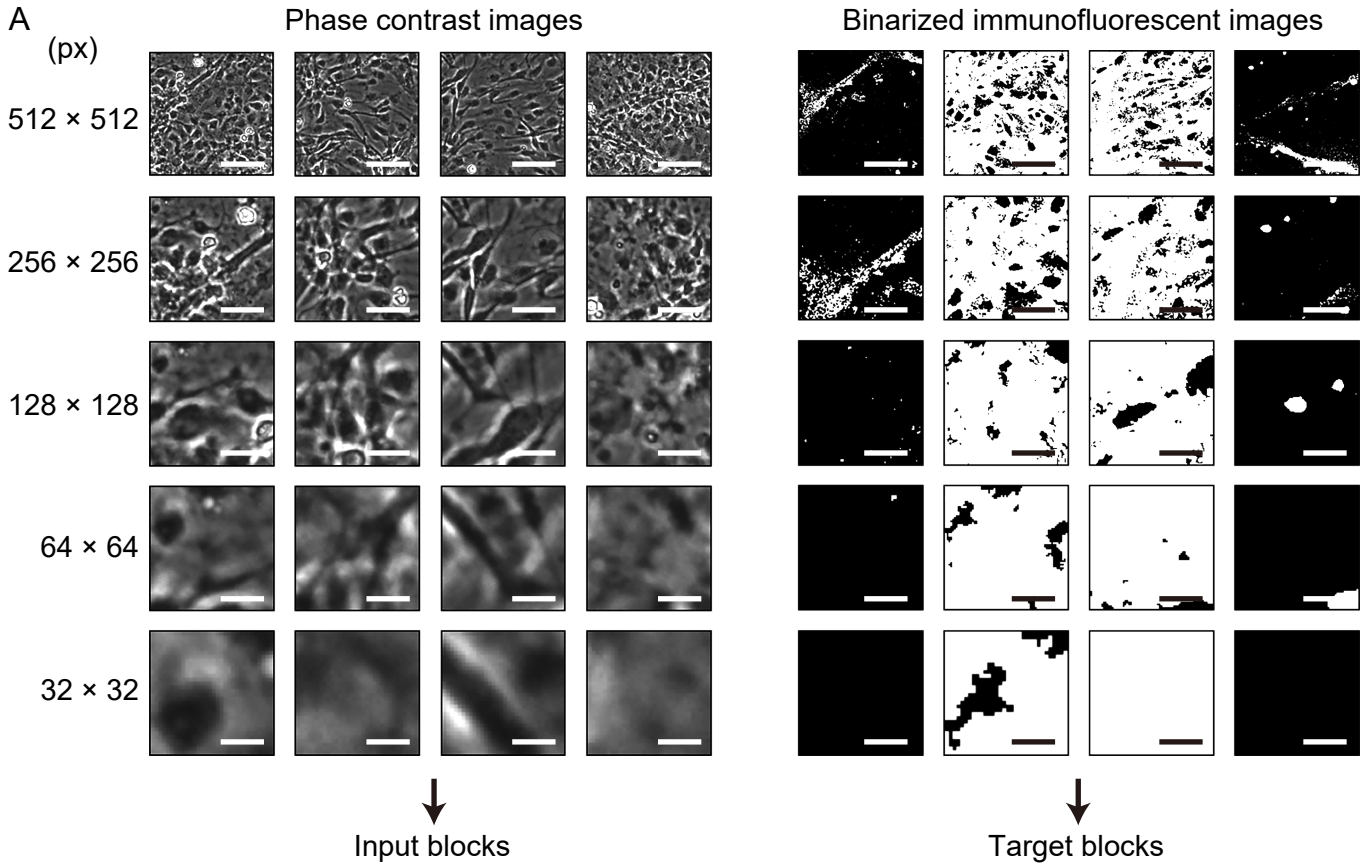 A
Phase contrast images
Binarized immunofluorescent images
(px)
512 × 512
256 × 256
128 × 128
64 × 64
32 × 32
Input blocks
Target blocks